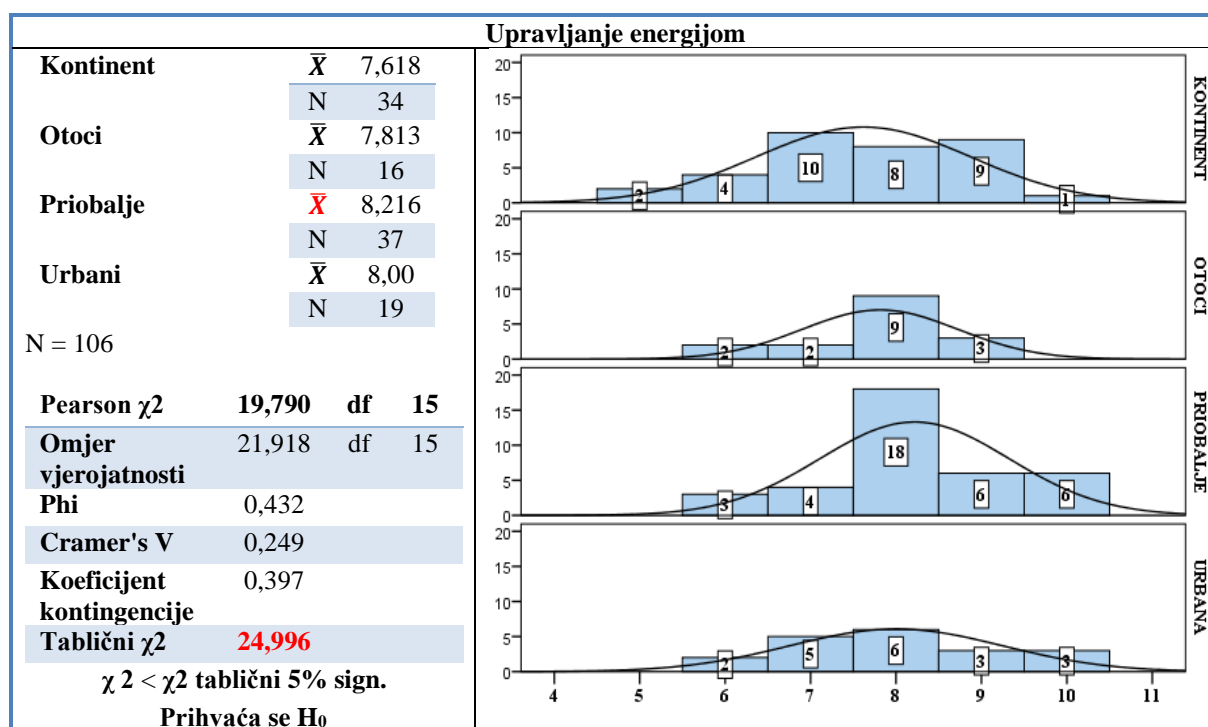 Upravljanje energijom
Kontinent X̅ 7,618
N 34
Otoci X̅ 7,813
N 16
Priobalje X̅ 8,216
N 37
Urbani X̅ 8,00
N 19
N = 106
Pearson χ2 19,790 df 15
Omjer 21,918 df 15
vjerojatnosti
Phi 0,432
Cramer's V 0,249
Koeficijent 0,397
kontingencije
Tablični χ2 24,996
χ 2 < χ2 tablični 5% sign.
Prihvaća se H₀
20
15
10
5
0
2 4 10 8 9 1
KONTINENT
20
15
10
5
0
2 2 9 3
OTOCI
20
15
10
5
0
3 4 18 6 6
PRIOBALJE
20
15
10
5
0
2 5 6 3 3
URBANA
4 5 6 7 8 9 10 11